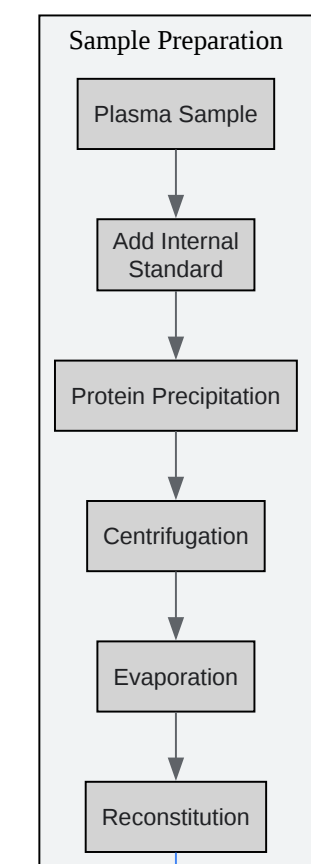 Sample Preparation
Plasma Sample
Add Internal
Standard
Protein Precipitation
Centrifugation
Evaporation
Reconstitution